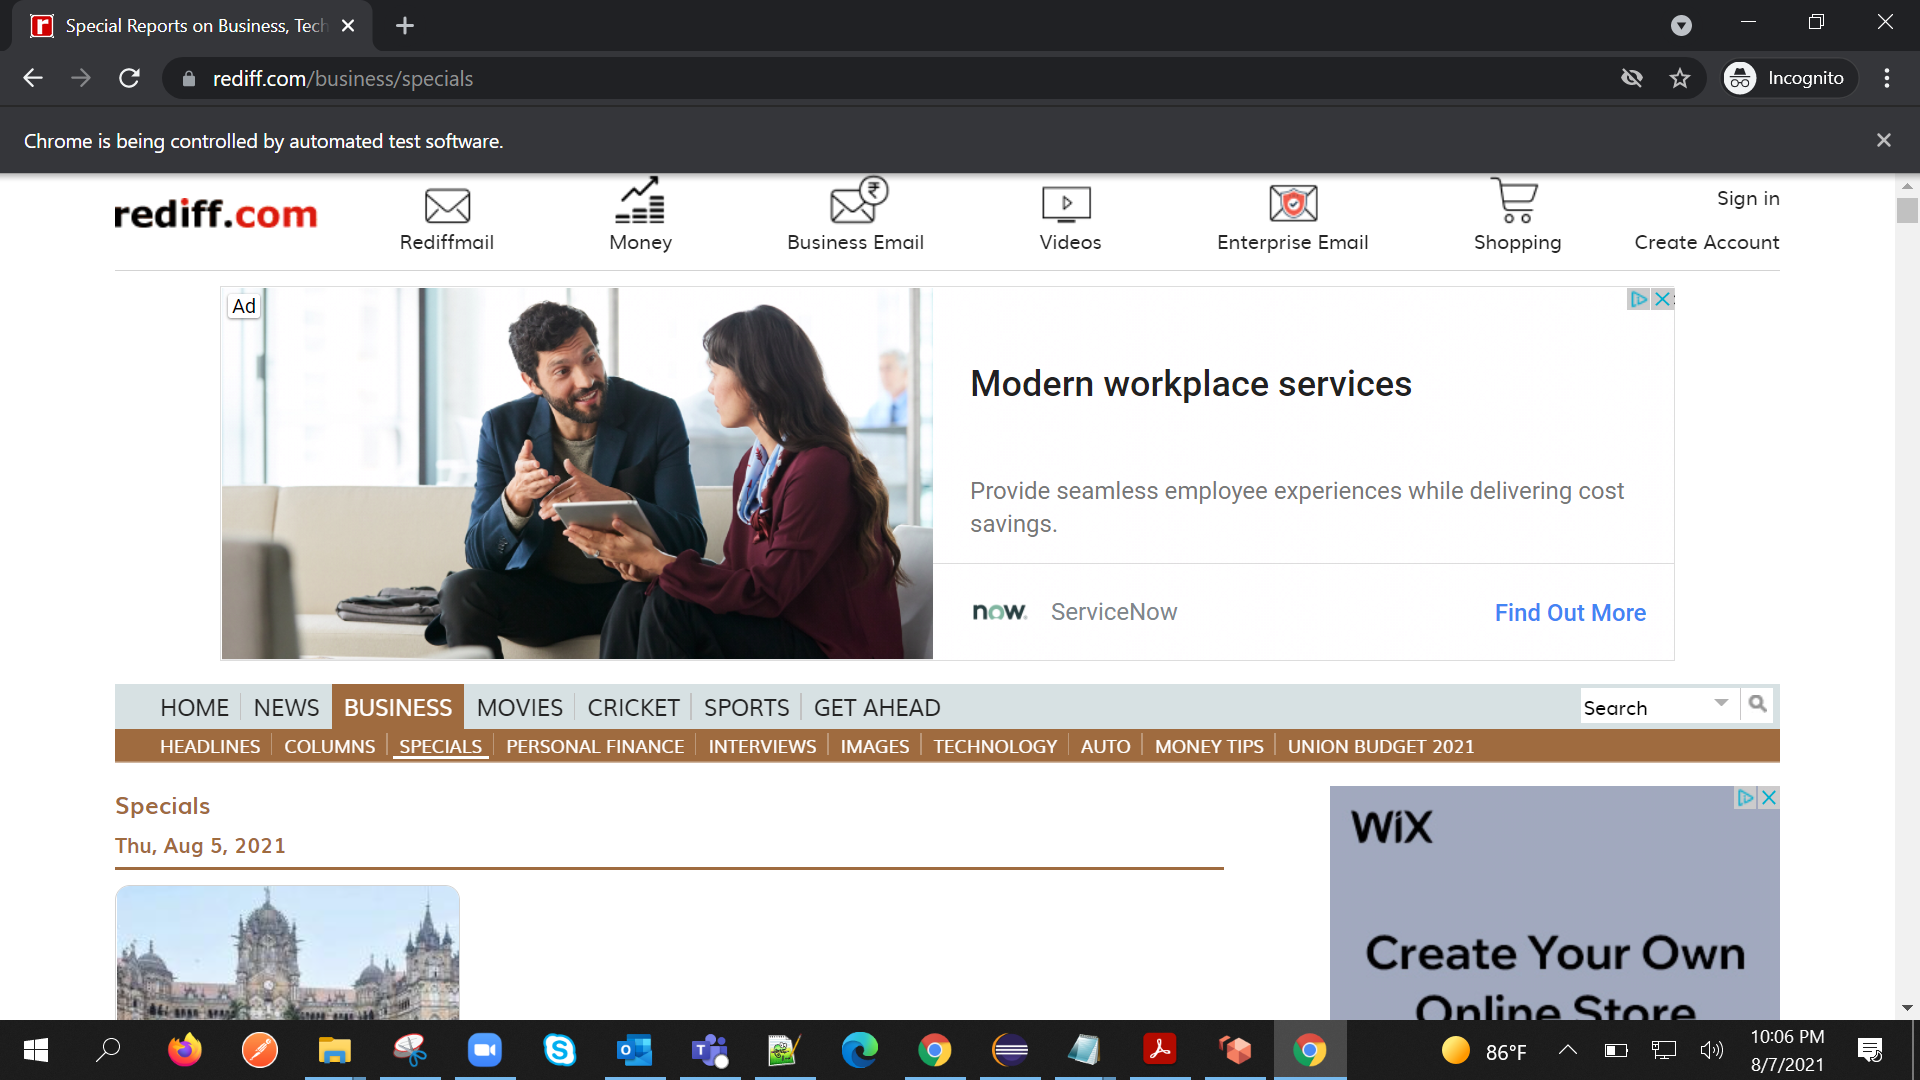 Special Reports on Business, Tech
rediff.com/business/specials
Incognito
Chrome is being controlled by automated test software.
rediff.com
Rediffmail
Money
Business Email
Videos
Enterprise Email
Shopping
Sign in
Create Account
Ad
Modern workplace services
Provide seamless employee experiences while delivering cost
savings.
now.
ServiceNow
Find Out More
HOME NEWS BUSINESS MOVIES CRICKET SPORTS GET AHEAD
Search
HEADLINES COLUMNS SPECIALS PERSONAL FINANCE INTERVIEWS IMAGES TECHNOLOGY AUTO MONEY TIPS UNION BUDGET 2021
Specials
Thu, Aug 5, 2021
WiX
Create Your Own
Online Store
86°F
10:06 PM
8/7/2021